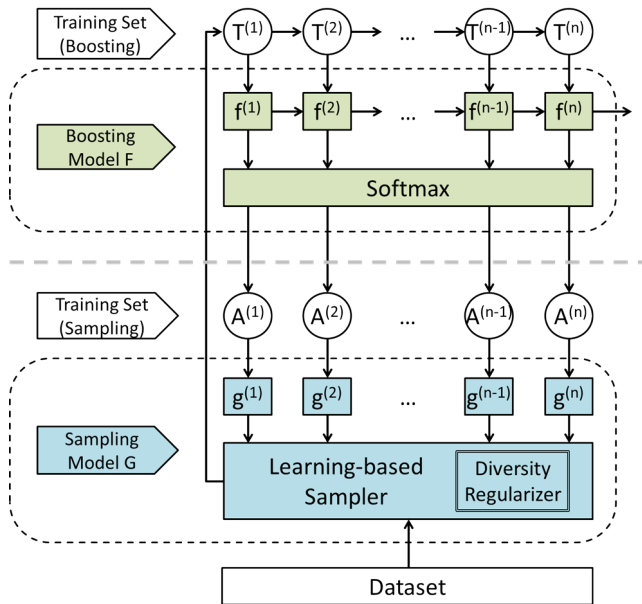 Training Set
(Boosting)
T(1) T(2) ... T(n-1) T(n)
Boosting
Model F
f(1) f(2) ... f(n-1) f(n)
Softmax
Training Set
(Sampling)
A(1) A(2) ... A(n-1) A(n)
g(1) g(2) ... g(n-1) g(n)
Sampling
Model G
Learning-based
Sampler
Diversity
Regularizer
Dataset